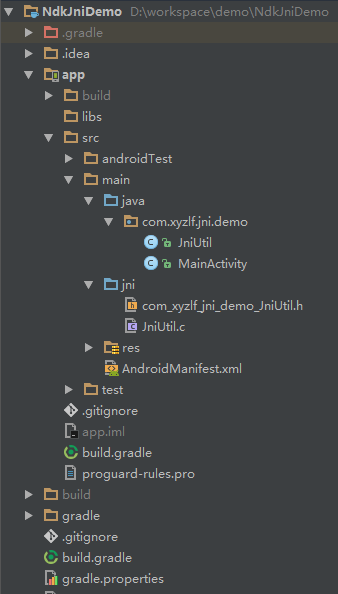 NdkJniDemo D:\workspace\demo\NdkJniDemo
.gradle
.idea
app
build
libs
src
androidTest
main
java
com.xyzlf.jni.demo
JniUtil
MainActivity
jni
com_xyzlf_jni_demo_JniUtil.h
JniUtil.c
res
AndroidManifest.xml
test
.gitignore
app.iml
build.gradle
proguard-rules.pro
build
gradle
.gitignore
build.gradle
gradle.properties